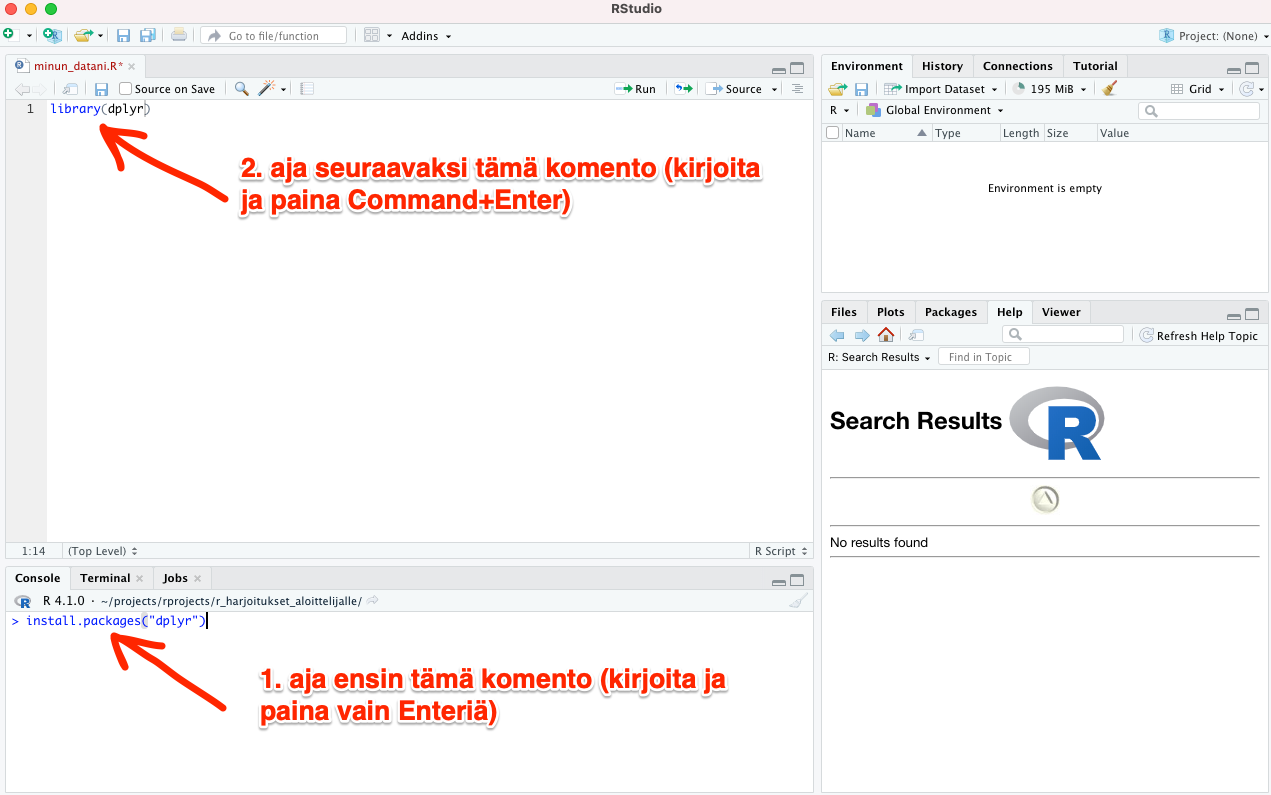 RStudio
Go to file/function Addins Project: (None)
minun_datani.R*
Source on Save Run Source
1 library(dplyr)
2. aja seuraavaksi tämä komento (kirjoita
ja paina Command+Enter)
1:14 (Top Level) R Script
Console Terminal Jobs
R 4.1.0 · ~/projects/rprojects/r_harjoitukset_aloittelijalle/
> install.packages("dplyr")
1. aja ensin tämä komento (kirjoita ja
paina vain Enteriä)
Environment History Connections Tutorial
Import Dataset 195 MiB Grid
R Global Environment
Name Type Length Size Value
Environment is empty
Files Plots Packages Help Viewer
Refresh Help Topic
R: Search Results Find in Topic
Search Results R
No results found